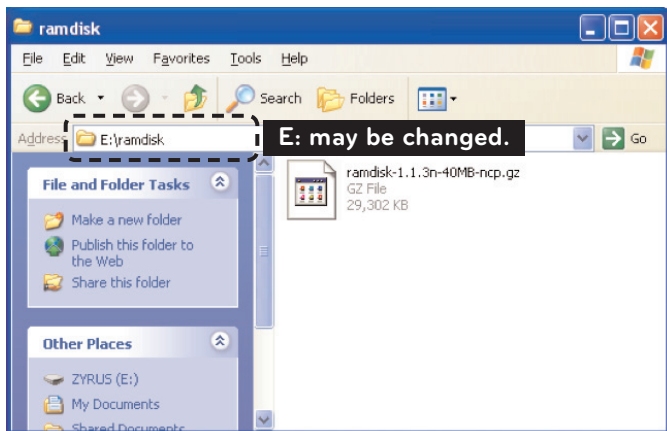 ramdisk
File Edit View Favorites Tools Help
Back Search Folders
Address E:\ramdisk E: may be changed. Go
File and Folder Tasks
Make a new folder
Publish this folder to
the Web
Share this folder
Other Places
ZYRUS (E:)
My Documents
Shared Documents
ramdisk-1.1.3n-40MB-ncp.gz
GZ File
29,302 KB